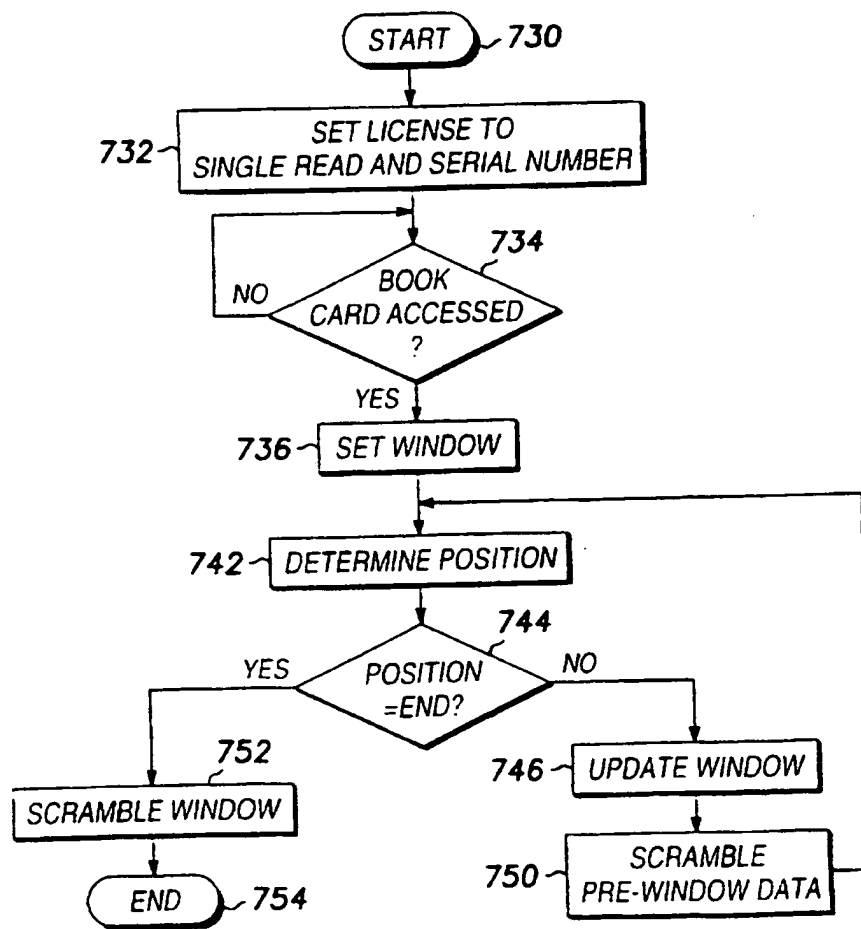 START
730
732
SET LICENSE TO
SINGLE READ AND SERIAL NUMBER
734
BOOK
CARD ACCESSED
?
NO
YES
736
SET WINDOW
742
DETERMINE POSITION
744
POSITION
=END?
YES
NO
752
SCRAMBLE WINDOW
746
UPDATE WINDOW
750
SCRAMBLE
PRE-WINDOW DATA
END
754